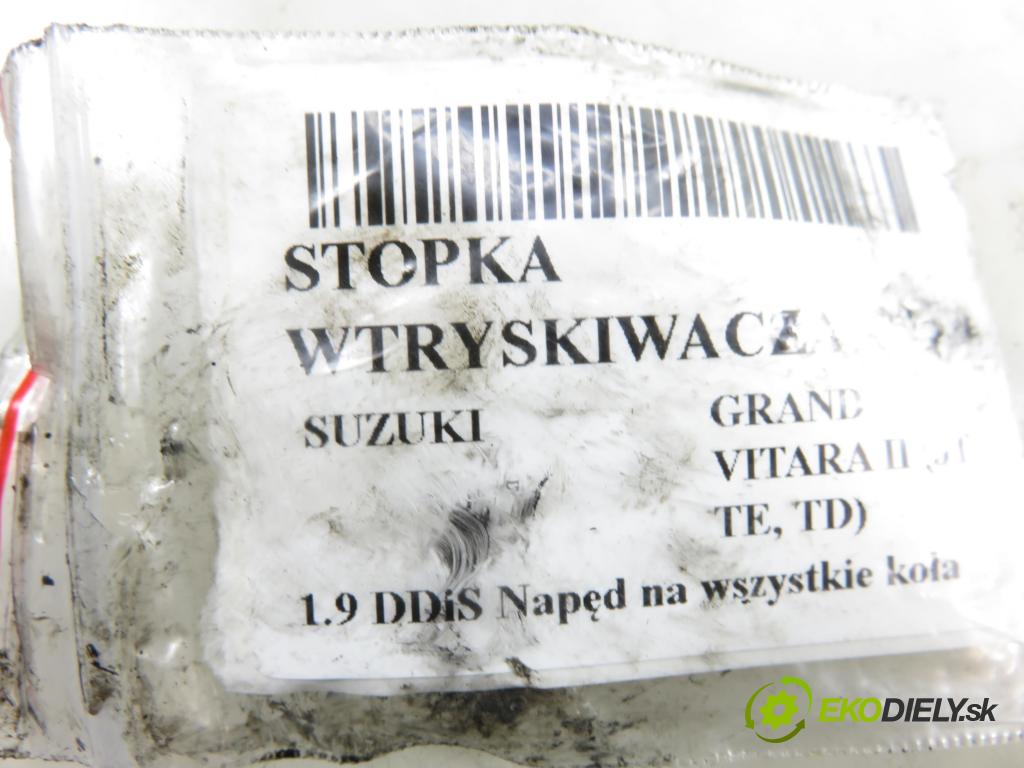 STOPKA
WTRYSKIWACZA
SUZUKI
GRAND
VITARA II
TE, TD)
1.9 DDiS Napęd na wszystkie koła
EKODIELY.sk